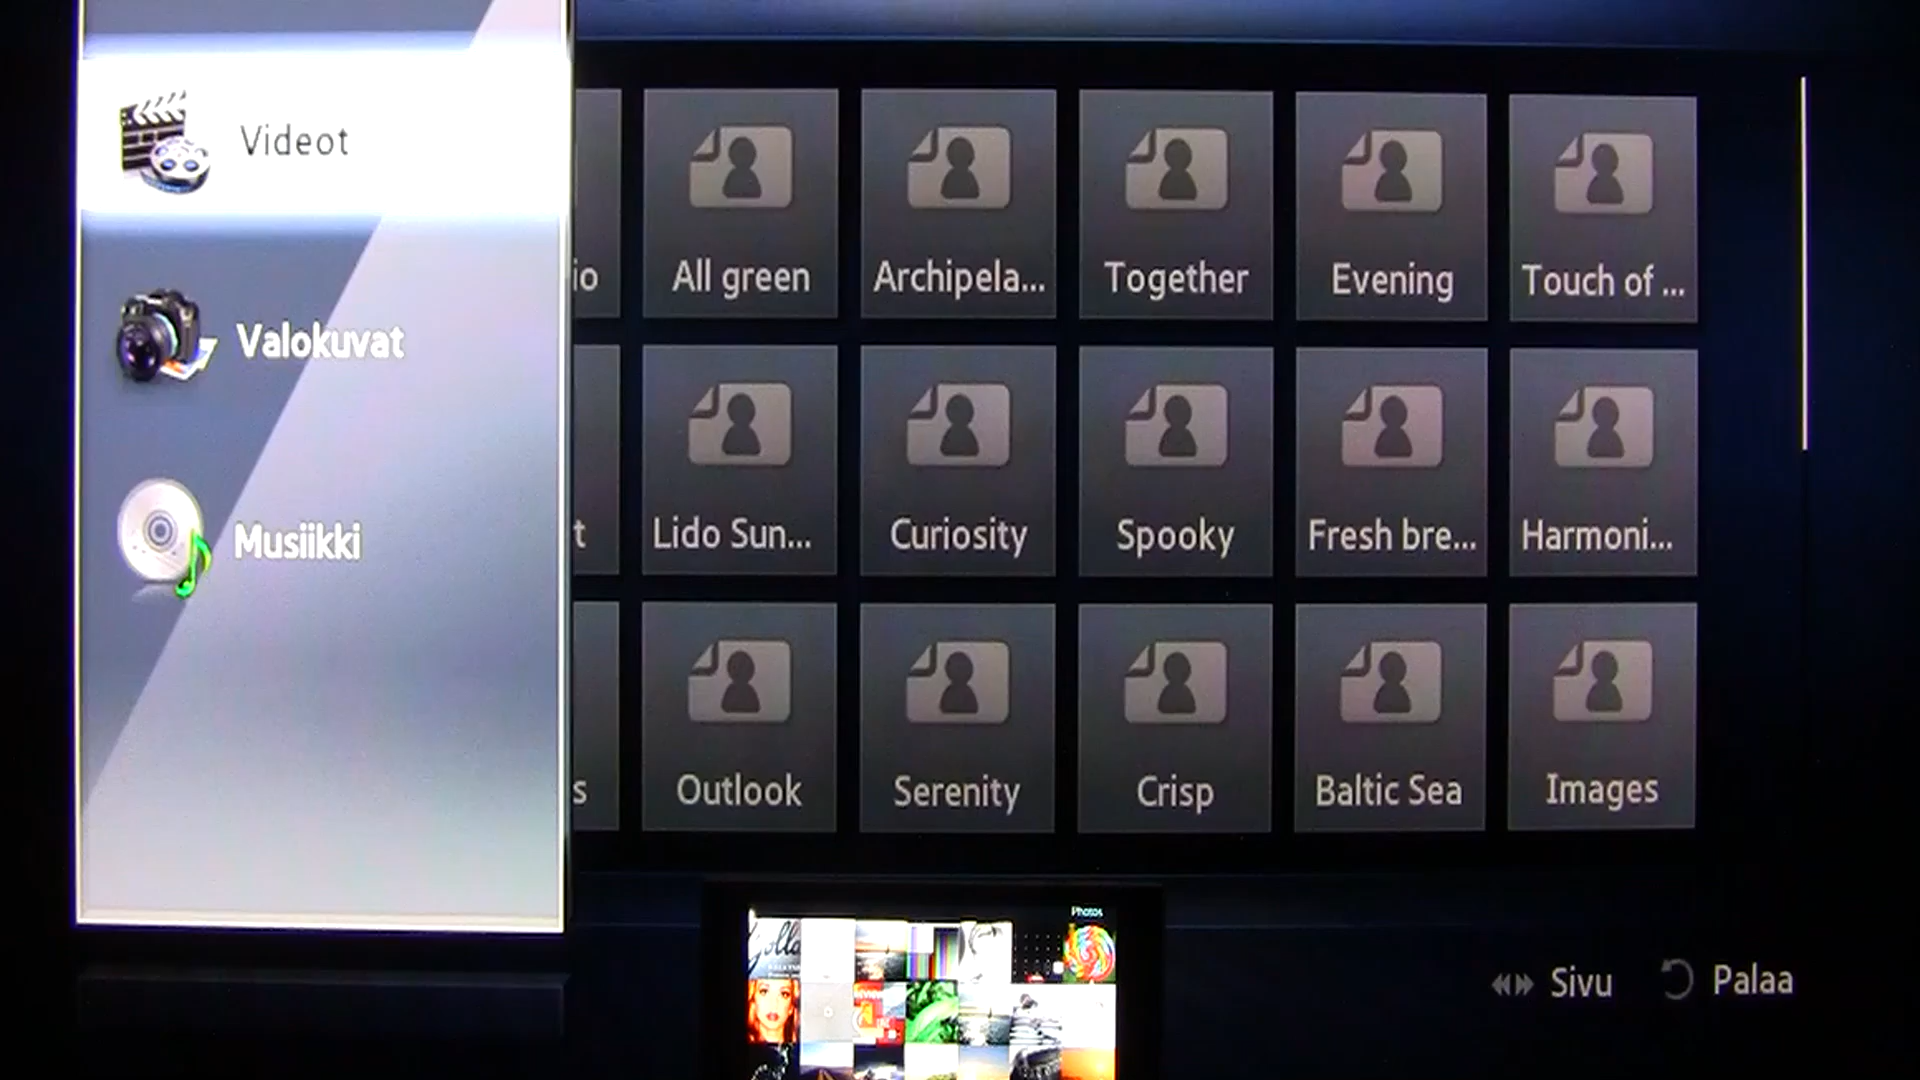 Videot
Valokuvat
Musiikki
io
All green
Archipela...
Together
Evening
Touch of ...
t
Lido Sun...
Curiosity
Spooky
Fresh bre...
Harmoni...
s
Outlook
Serenity
Crisp
Baltic Sea
Images
Photos
Sivu
Palaa